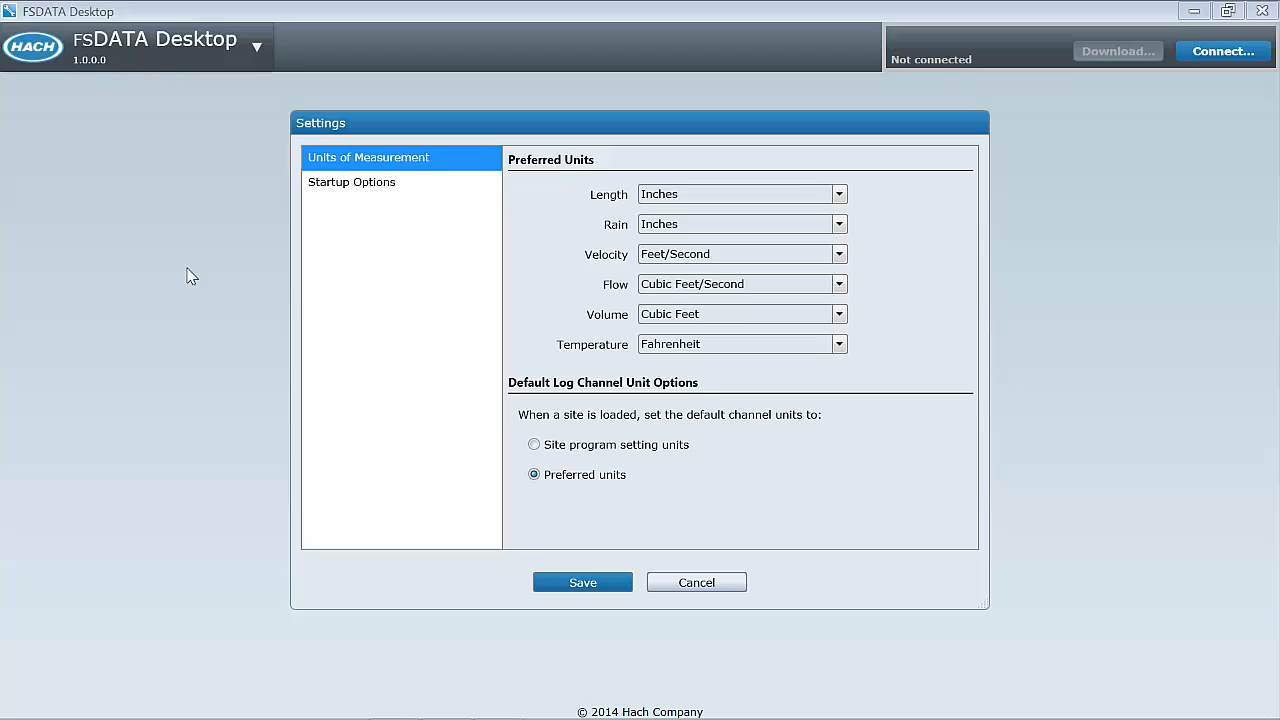 FSDATA Desktop
HACH
FSDATA Desktop
1.0.0.0
Not connected
Download...
Connect...
Settings
Units of Measurement
Startup Options
Preferred Units
Length Inches
Rain Inches
Velocity Feet/Second
Flow Cubic Feet/Second
Volume Cubic Feet
Temperature Fahrenheit
Default Log Channel Unit Options
When a site is loaded, set the default channel units to:
Site program setting units
Preferred units
Save Cancel
© 2014 Hach Company